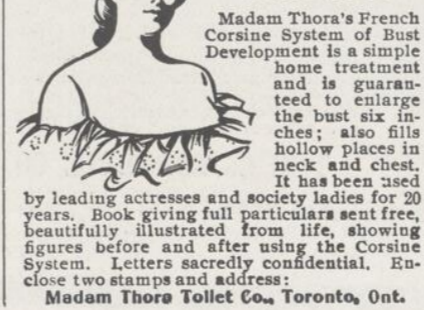 Madam Thora's French
Corsine System of Bust
Development is a simple
home treatment
and is guaran-
teed to enlarge
the bust six in-
ches; also fills
hollow places in
neck and chest.
It has been used
by leading actresses and society ladies for 20
years. Book giving full particulars sent free,
beautifully illustrated from life, showing
figures before and after using the Corsine
System. Letters sacredly confidential. En-
close two stamps and address:
Madam Thora Toilet Co., Toronto, Ont.